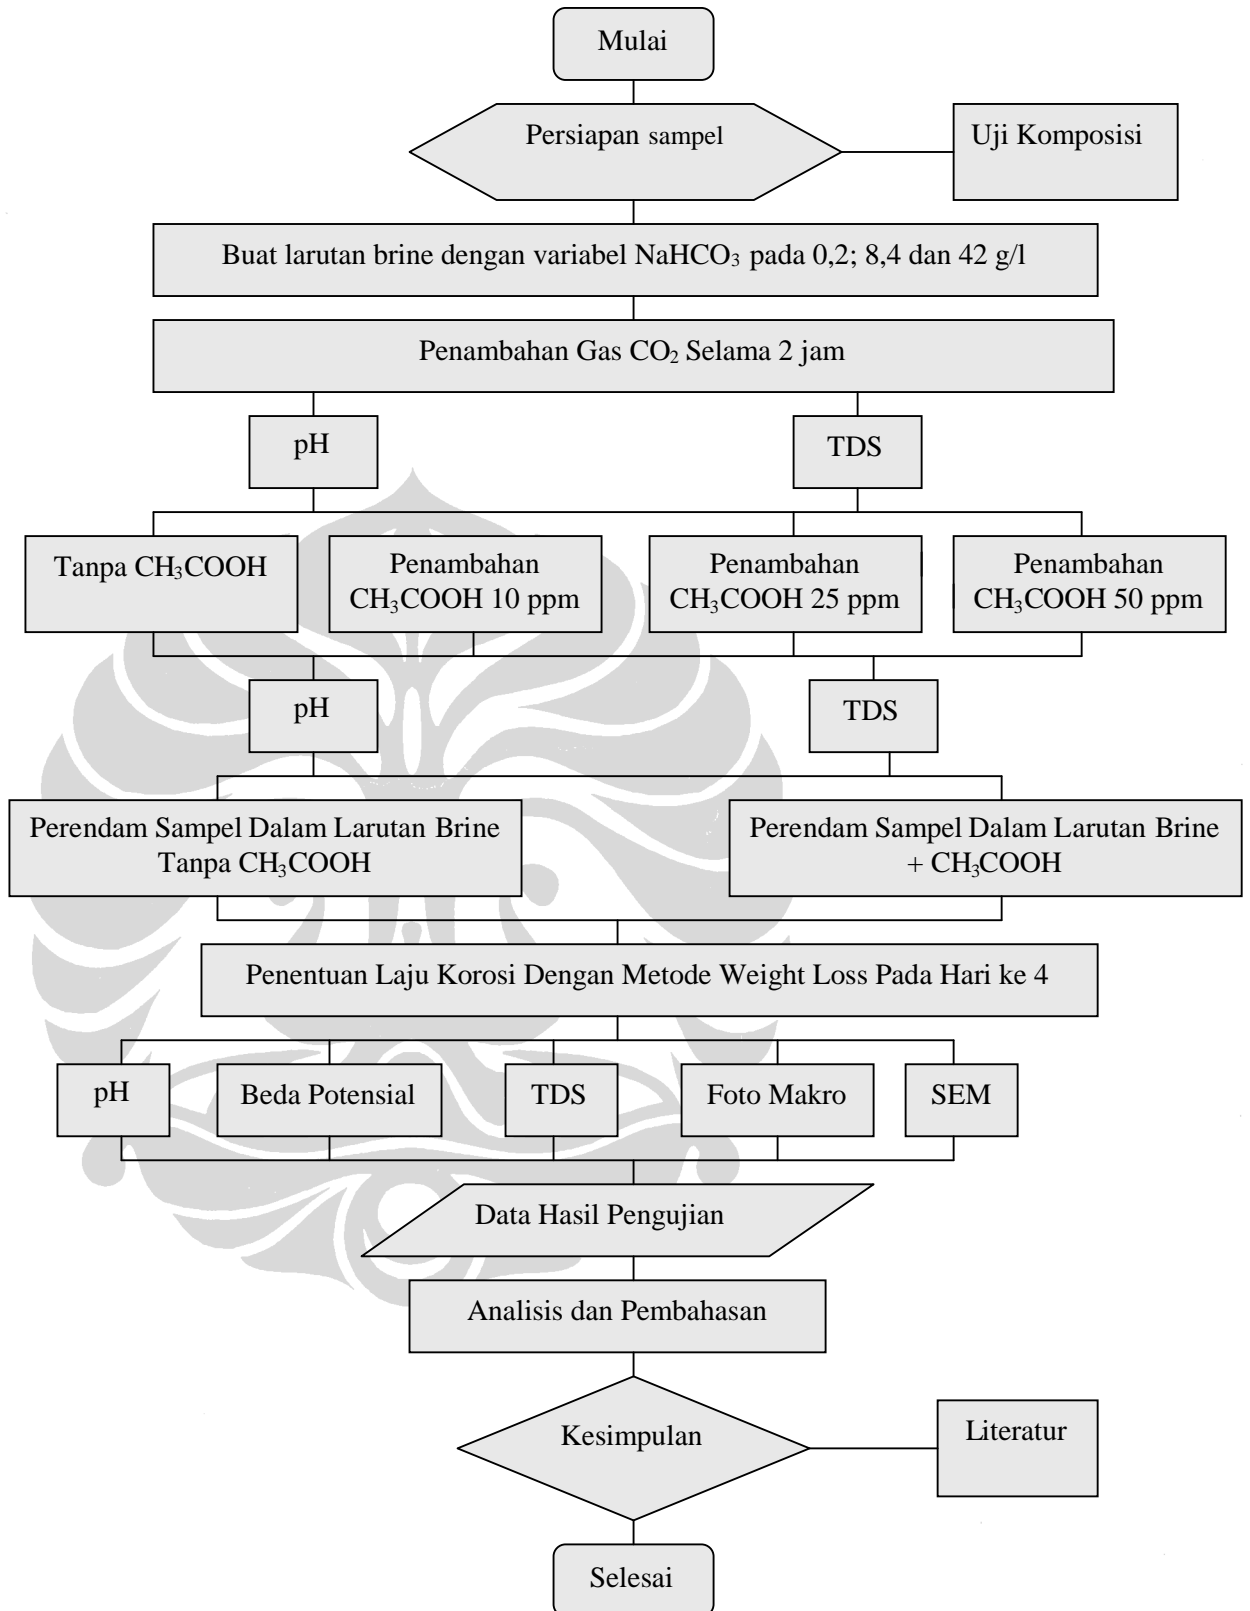 Mulai
Persiapan sampel
Uji Komposisi
Buat larutan brine dengan variabel NaHCO₃ pada 0,2; 8,4 dan 42 g/l
Penambahan Gas CO₂ Selama 2 jam
pH
TDS
Tanpa CH₃COOH
Penambahan
CH₃COOH 10 ppm
Penambahan
CH₃COOH 25 ppm
Penambahan
CH₃COOH 50 ppm
pH
TDS
Perendam Sampel Dalam Larutan Brine
Tanpa CH₃COOH
Perendam Sampel Dalam Larutan Brine
+ CH₃COOH
Penentuan Laju Korosi Dengan Metode Weight Loss Pada Hari ke 4
pH
Beda Potensial
TDS
Foto Makro
SEM
Data Hasil Pengujian
Analisis dan Pembahasan
Kesimpulan
Literatur
Selesai